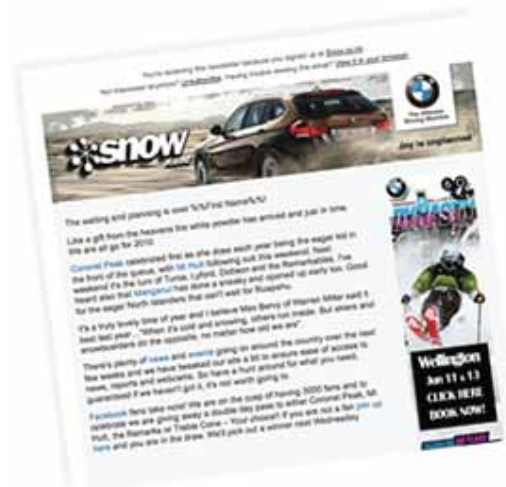 You're receiving this newsletter because you signed up at Snow.co.nz
Not interested anymore? Unsubscribe. Having trouble viewing this email? View it in your browser.
snow
The Ultimate
Driving Machine
Joy is unplanned
The waiting and planning is over %%First Name%%!
Like a gift from the heavens the white powder has arrived and just in time.
We are all go for 2010
Coronet Peak celebrated first as she does each year being the eager kid in
the front of the queue, with Mt Hutt following suit this weekend. Next
weekend it's the turn of Turoa, Lyford, Dobson and the Remarkables. I've
heard also that Manganui has done a sneaky and opened up early too. Good
for the eager North Islanders that can't wait for Ruapehu.
It's a truly lovely time of year and I believe Max Bervy of Warren Miller said it
best last year, "When it's cold and snowing, others run inside. But skiers and
snowboarders do the opposite, no matter how old we are".
There's plenty of news and events going on around the country over the next
few weeks and we have tweaked our site a bit to ensure ease of access to
news, reports and webcams. So have a hunt around for what you need,
guaranteed if we haven't got it, it's not worth going to.
Facebook fans take note! We are on the cusp of having 5000 fans and to
celebrate we are giving away a double day pass to either Coronet Peak, Mt
Hutt, the Remarks or Treble Cone – Your choice!! If you are not a fan join up
here and you are in the draw. We'll pick out a winner next Wednesday
DYNASTY
Wellington
Jun 11 & 13
CLICK HERE
BOOK NOW!